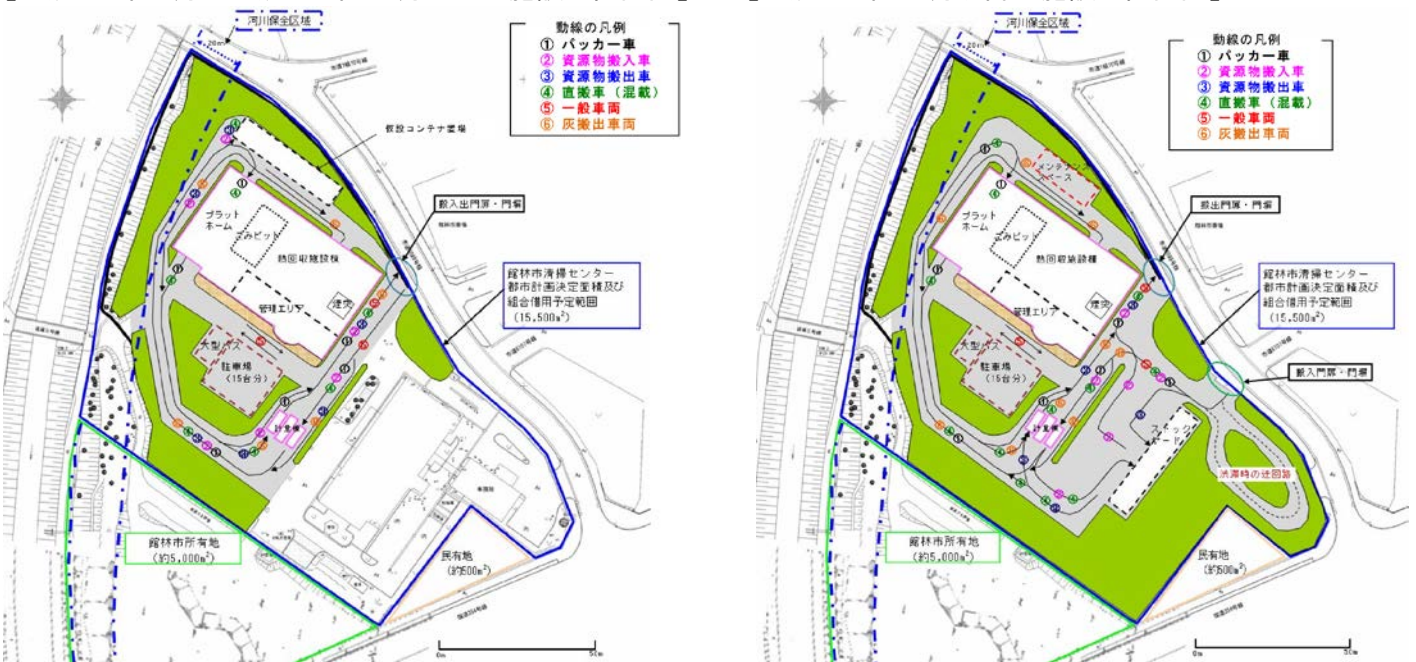 河川保全区域
20m
動線の凡例
① パッカー車
② 資源物搬入車
③ 資源物搬出車
④ 直搬車（混載）
⑤ 一般車両
⑥ 灰搬出車両
仮設コンテナ置場
搬入出門扉・門塀
プラット
ホーム
ごみピット
熱回収施設棟
管理エリア
煙突
館林市清掃センター
都市計画決定面積及び
組合借用予定範囲
(15,500m²)
大型バス
駐車場
(15台分)
計量棟
館林市所有地
(約5,000m²)
民有地
(約500m²)
0m
50m
河川保全区域
20m
動線の凡例
① パッカー車
② 資源物搬入車
③ 資源物搬出車
④ 直搬車（混載）
⑤ 一般車両
⑥ 灰搬出車両
メンテナンス
スペース
搬出門扉・門塀
プラット
ホーム
ごみピット
熱回収施設棟
管理エリア
煙突
館林市清掃センター
都市計画決定面積及び
組合借用予定範囲
(15,500m²)
大型バス
駐車場
(15台分)
搬入門扉・門塀
計量棟
ストック
ヤード
渋滞時の迂回路
館林市所有地
(約5,000m²)
民有地
(約500m²)
0m
50m